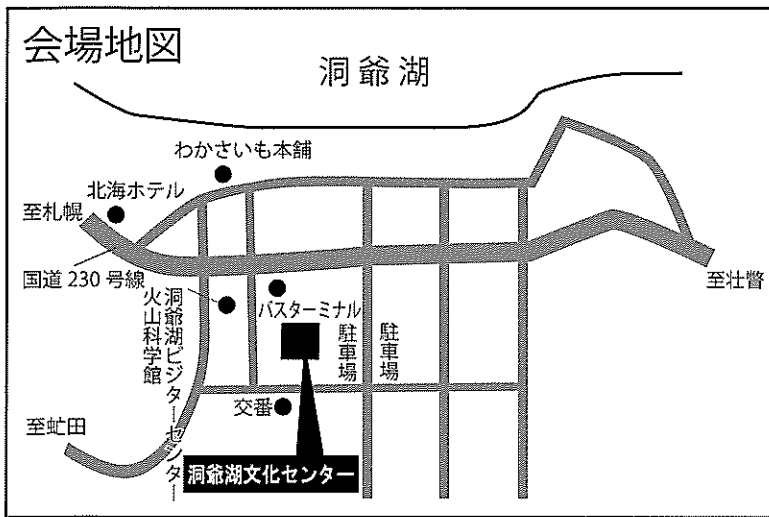 会場地図
洞爺湖
わかさいも本舗
北海ホテル
至札幌
国道230号線
至壮瞥
洞爺湖ビジターセンター
火山科学館
バスターミナル
駐車場
駐車場
交番
至虻田
洞爺湖文化センター